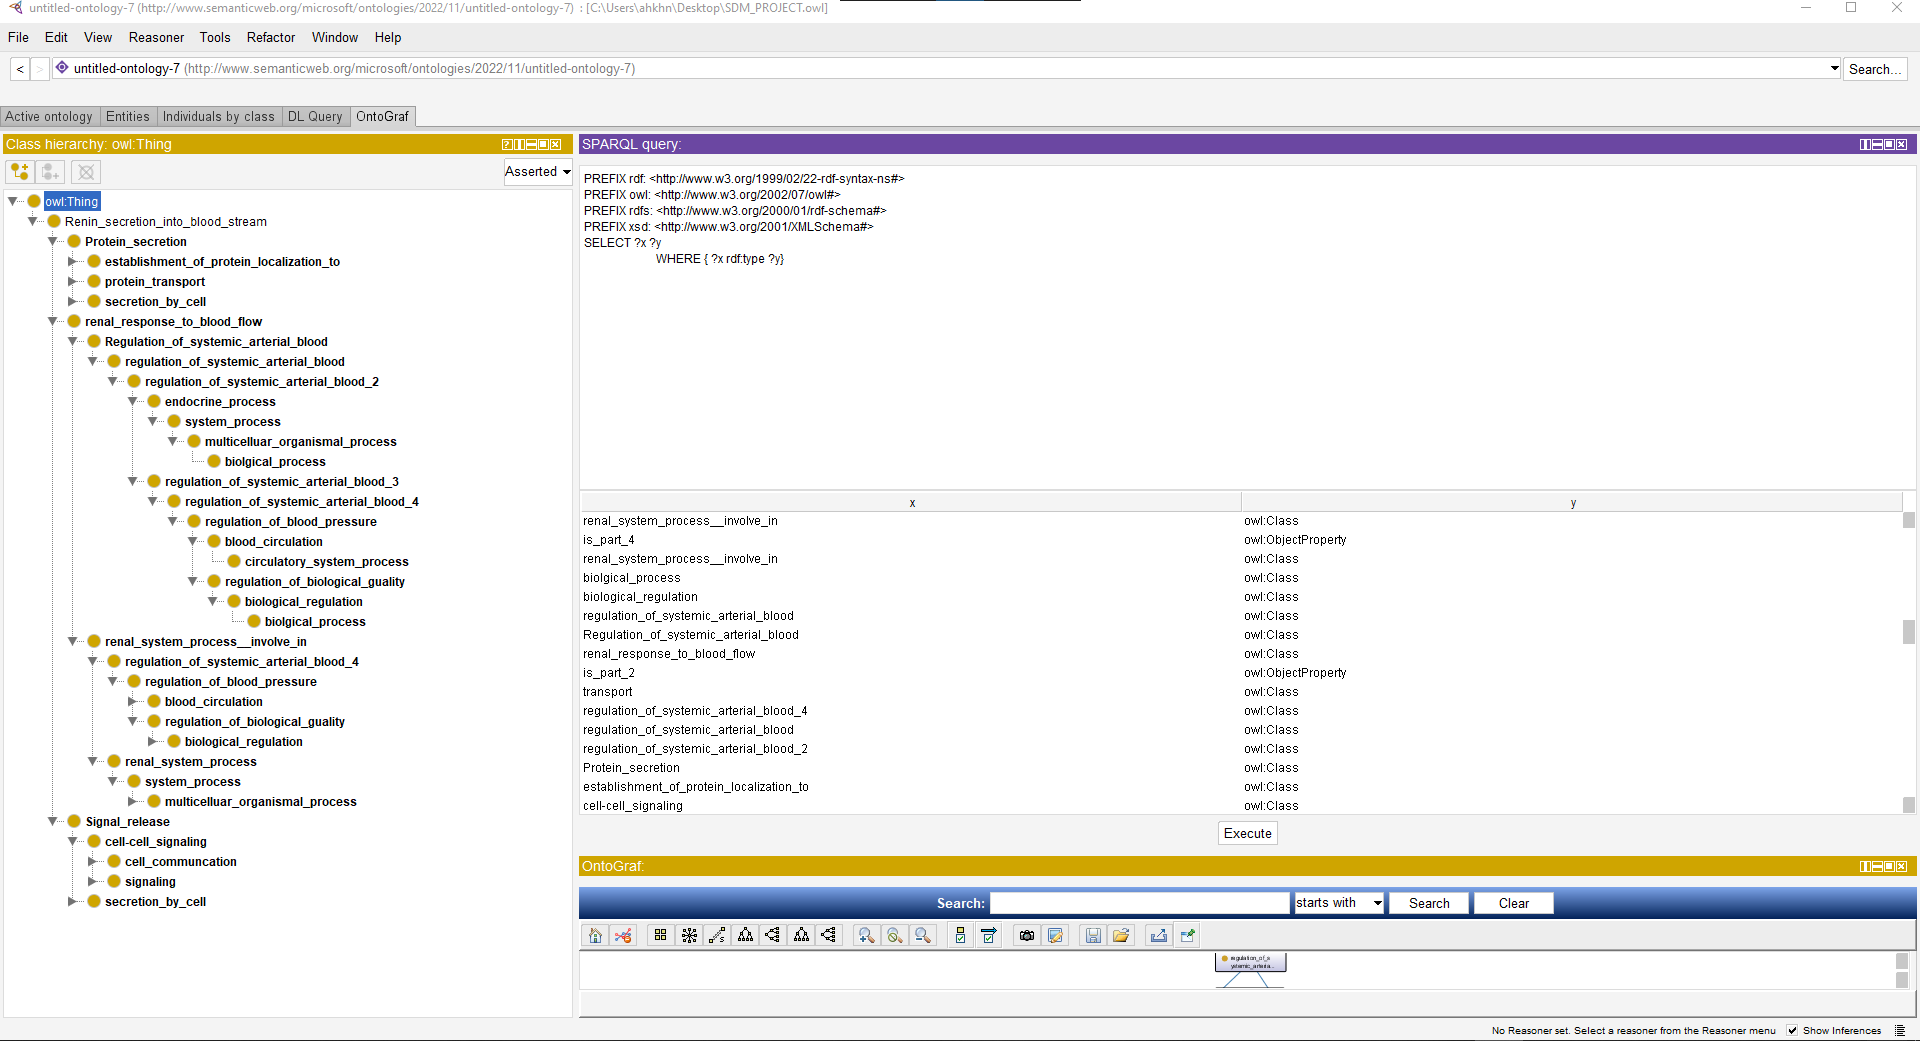 untitled-ontology-7 (http://www.semanticweb.org/microsoft/ontologies/2022/11/untitled-ontology-7) : [C:\Users\ahkhn\Desktop\SDM_PROJECT.owl]
File Edit View Reasoner Tools Refactor Window Help
< > untitled-ontology-7 (http://www.semanticweb.org/microsoft/ontologies/2022/11/untitled-ontology-7) Search...
Active ontology Entities Individuals by class DL Query OntoGraf
Class hierarchy: owl:Thing
Asserted
owl:Thing
Renin_secretion_into_blood_stream
Protein_secretion
establishment_of_protein_localization_to
protein_transport
secretion_by_cell
renal_response_to_blood_flow
Regulation_of_systemic_arterial_blood
regulation_of_systemic_arterial_blood
regulation_of_systemic_arterial_blood_2
endocrine_process
system_process
multicelluar_organismal_process
biolgical_process
regulation_of_systemic_arterial_blood_3
regulation_of_systemic_arterial_blood_4
regulation_of_blood_pressure
blood_circulation
circulatory_system_process
regulation_of_biological_guality
biological_regulation
biolgical_process
renal_system_process__involve_in
regulation_of_systemic_arterial_blood_4
regulation_of_blood_pressure
blood_circulation
regulation_of_biological_guality
biological_regulation
renal_system_process
system_process
multicelluar_organismal_process
Signal_release
cell-cell_signaling
cell_communcation
signaling
secretion_by_cell
SPARQL query:
PREFIX rdf: <http://www.w3.org/1999/02/22-rdf-syntax-ns#>
PREFIX owl: <http://www.w3.org/2002/07/owl#>
PREFIX rdfs: <http://www.w3.org/2000/01/rdf-schema#>
PREFIX xsd: <http://www.w3.org/2001/XMLSchema#>
SELECT ?x ?y
WHERE { ?x rdf:type ?y}
x y
renal_system_process__involve_in owl:Class
is_part_4 owl:ObjectProperty
renal_system_process__involve_in owl:Class
biolgical_process owl:Class
biological_regulation owl:Class
regulation_of_systemic_arterial_blood owl:Class
Regulation_of_systemic_arterial_blood owl:Class
renal_response_to_blood_flow owl:Class
is_part_2 owl:ObjectProperty
transport owl:Class
regulation_of_systemic_arterial_blood_4 owl:Class
regulation_of_systemic_arterial_blood owl:Class
regulation_of_systemic_arterial_blood_2 owl:Class
Protein_secretion owl:Class
establishment_of_protein_localization_to owl:Class
cell-cell_signaling owl:Class
Execute
OntoGraf:
Search: starts with Search Clear
regulation_of_s
ystemic_arteria...
No Reasoner set. Select a reasoner from the Reasoner menu Show Inferences